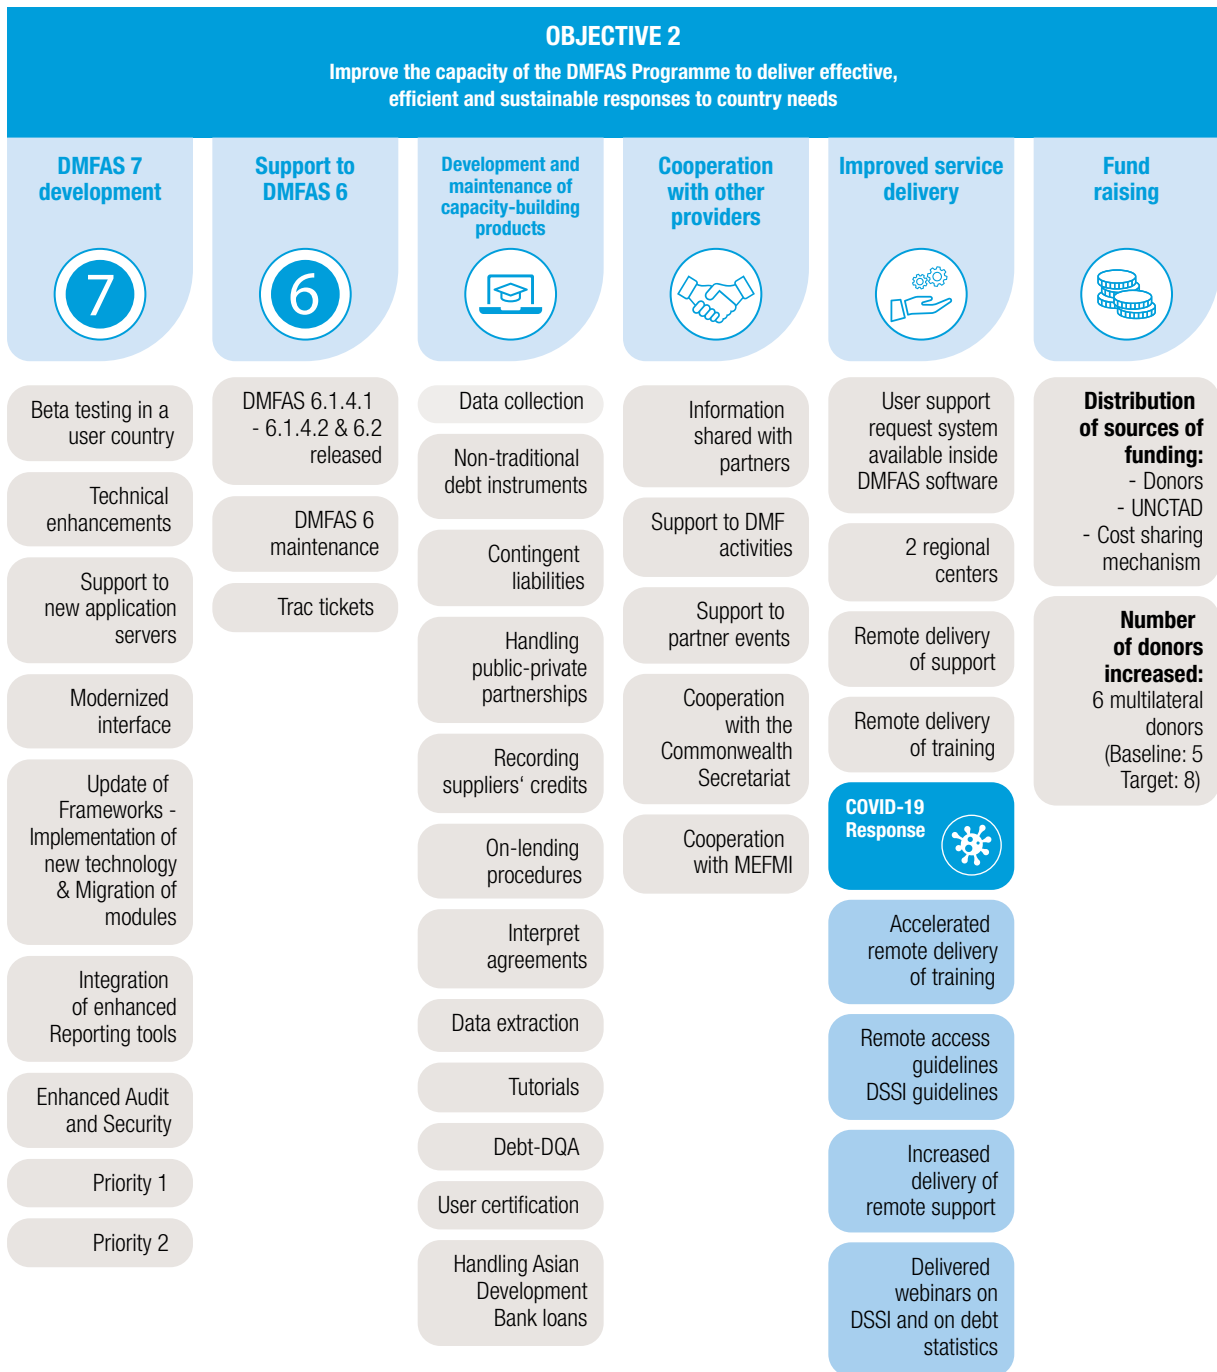 OBJECTIVE 2
Improve the capacity of the DMFAS Programme to deliver effective,
efficient and sustainable responses to country needs
DMFAS 7
development
7
Beta testing in a
user country
Technical
enhancements
Support to
new application
servers
Modernized
interface
Update of
Frameworks -
Implementation of
new technology
& Migration of
modules
Integration
of enhanced
Reporting tools
Enhanced Audit
and Security
Priority 1
Priority 2
Support to
DMFAS 6
6
DMFAS 6.1.4.1
- 6.1.4.2 & 6.2
released
DMFAS 6
maintenance
Trac tickets
Development and
maintenance of
capacity-building
products
Data collection
Non-traditional
debt instruments
Contingent
liabilities
Handling
public-private
partnerships
Recording
suppliers‘ credits
On-lending
procedures
Interpret
agreements
Data extraction
Tutorials
Debt-DQA
User certification
Handling Asian
Development
Bank loans
Cooperation
with other
providers
Information
shared with
partners
Support to DMF
activities
Support to
partner events
Cooperation
with the
Commonwealth
Secretariat
Cooperation
with MEFMI
Improved service
delivery
User support
request system
available inside
DMFAS software
2 regional
centers
Remote delivery
of support
Remote delivery
of training
COVID-19
Response
Accelerated
remote delivery
of training
Remote access
guidelines
DSSI guidelines
Increased
delivery of
remote support
Delivered
webinars on
DSSI and on debt
statistics
Fund
raising
Distribution
of sources of
funding:
- Donors
- UNCTAD
- Cost sharing
mechanism
Number
of donors
increased:
6 multilateral
donors
(Baseline: 5
Target: 8)